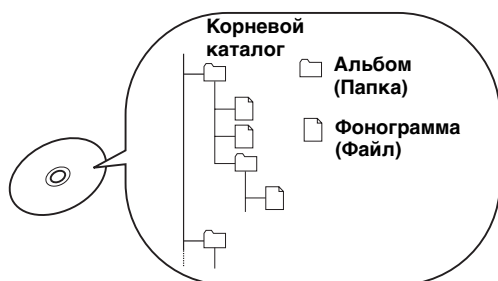 Корневой
каталог
Альбом
(Папка)
Фонограмма
(Файл)